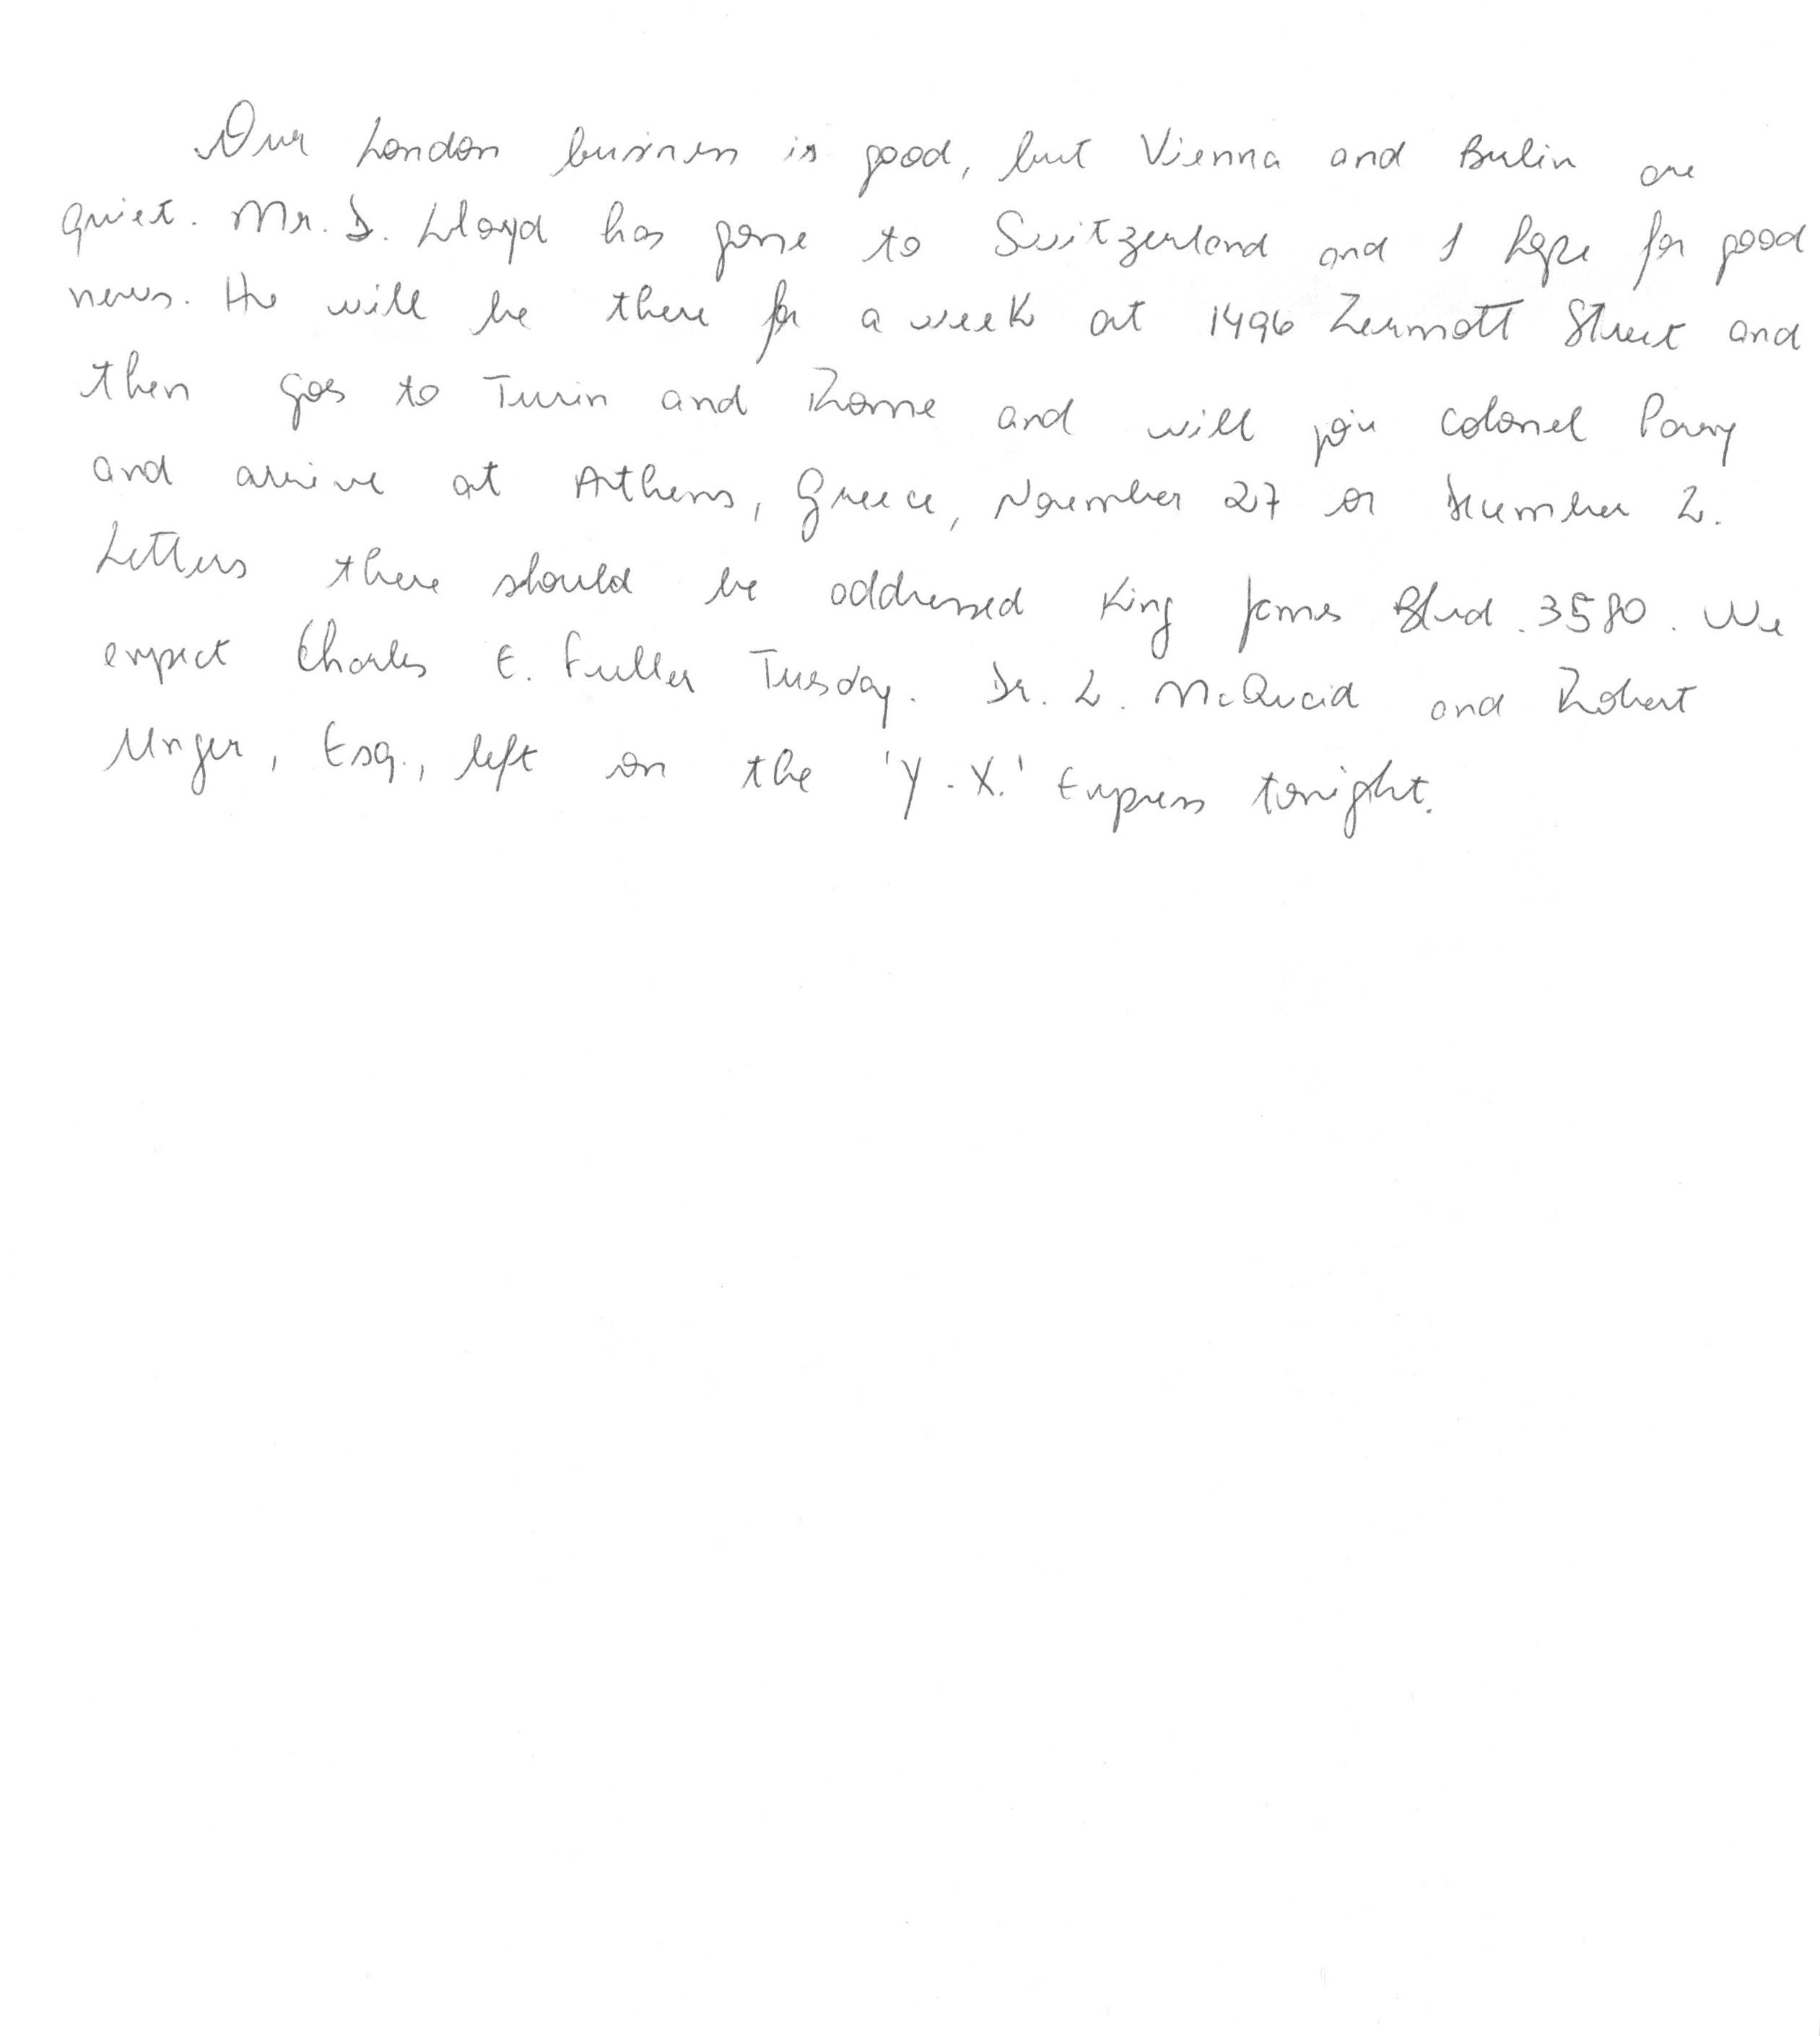 Our London business is good, but Vienna and Berlin are
quiet. Mr. D. Lloyd has gone to Switzerland and I hope for good
news. He will be there for a week at 1496 Zermott Street and
then goes to Turin and Rome and will join Colonel Parry
and arrive at Athens, Greece, November 27 or December 2.
Letters there should be addressed King James Blvd. 3580. We
expect Charles E. Fuller Tuesday. Dr. L. McQuaid and Robert
Unger, Esq., left on the 'Y.X.' Express tonight.